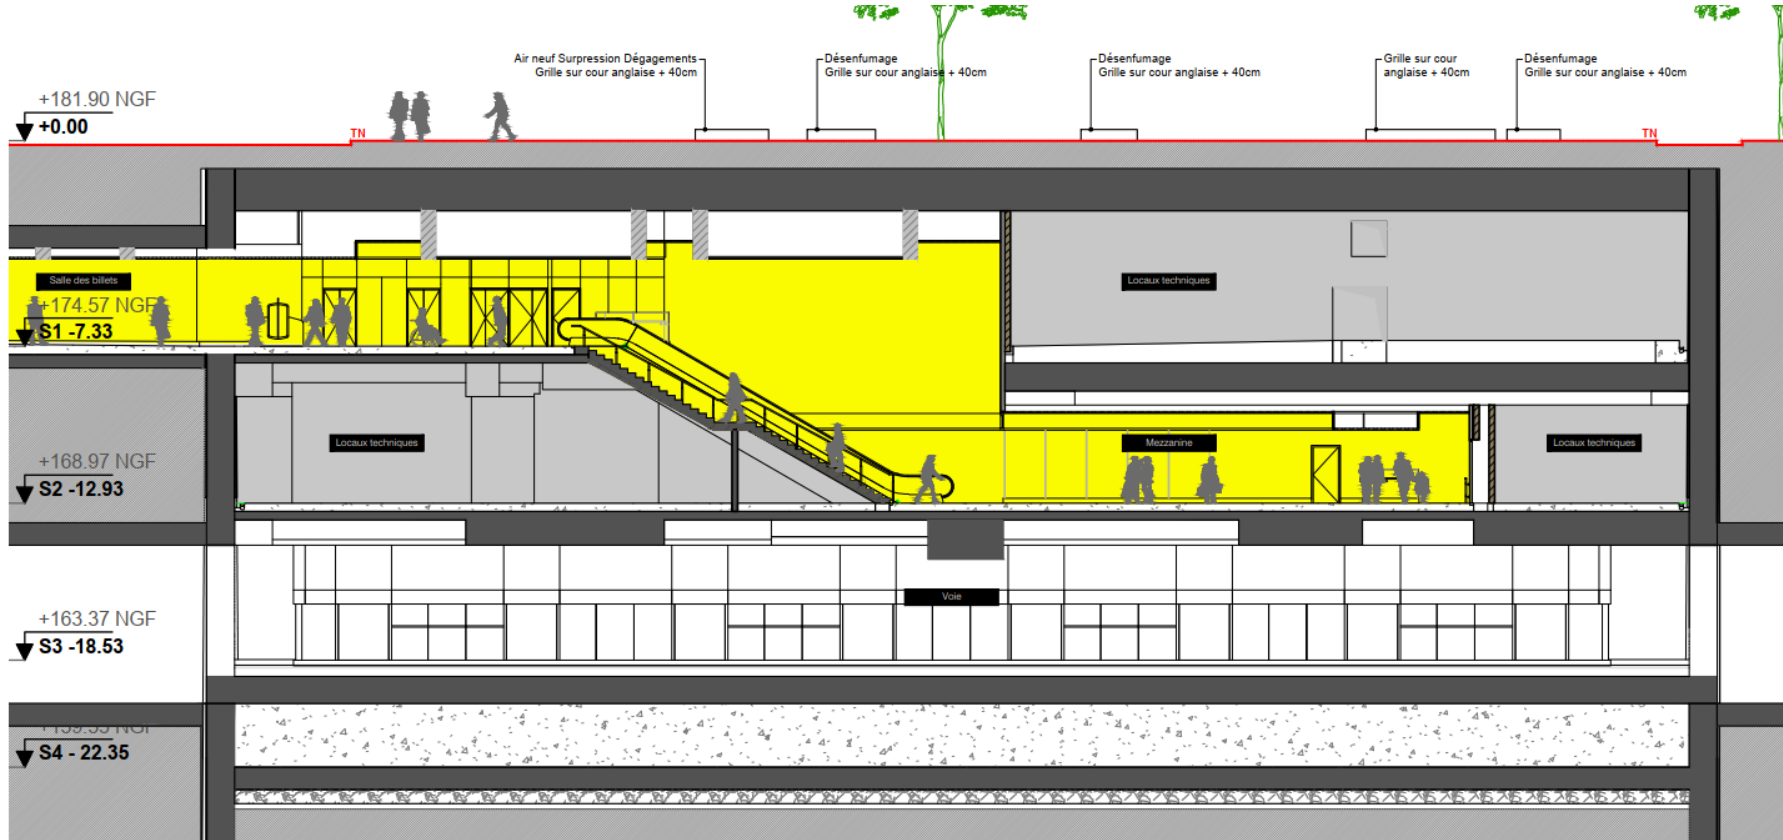 Air neuf Surpression Dégagements
Grille sur cour anglaise + 40cm
Désenfumage
Grille sur cour anglaise + 40cm
Désenfumage
Grille sur cour anglaise + 40cm
Grille sur cour
anglaise + 40cm
Désenfumage
Grille sur cour anglaise + 40cm
+181.90 NGF
+0.00
TN
TN
Salle des billets
Locaux techniques
+174.57 NGF
S1 -7.33
Locaux techniques
Mezzanine
Locaux techniques
+168.97 NGF
S2 -12.93
Voie
+163.37 NGF
S3 -18.53
+159.55 NGF
S4 - 22.35